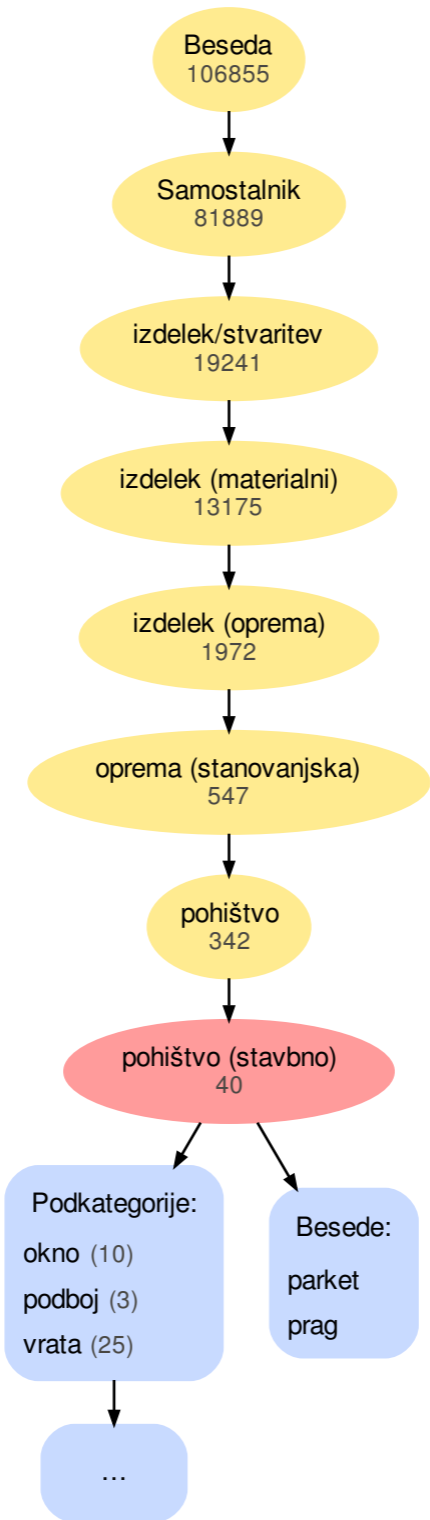 Beseda
106855
Samostalnik
81889
izdelek/stvaritev
19241
izdelek (materialni)
13175
izdelek (oprema)
1972
oprema (stanovanjska)
547
pohištvo
342
pohištvo (stavbno)
40
Podkategorije:
okno (10)
podboj (3)
vrata (25)
Besede:
parket
prag
...